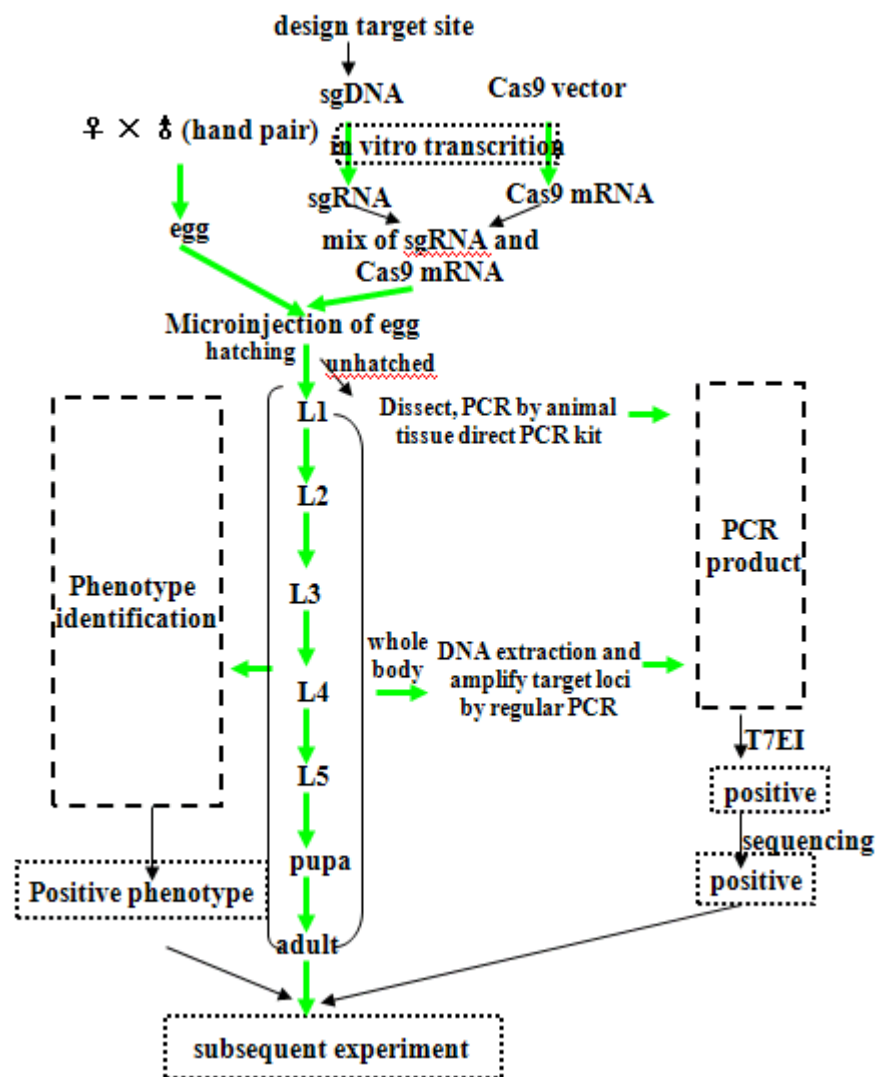 design target site
sgDNA
Cas9 vector
♀ × ♂ (hand pair)
in vitro transcrition
sgRNA
Cas9 mRNA
egg
mix of sgRNA and
Cas9 mRNA
Microinjection of egg
hatching
unhatched
L1
Dissect, PCR by animal
tissue direct PCR kit
L2
PCR
product
Phenotype
identification
L3
whole
body
DNA extraction and
amplify target loci
by regular PCR
L4
T7EI
L5
positive
sequencing
pupa
Positive phenotype
positive
adult
subsequent experiment